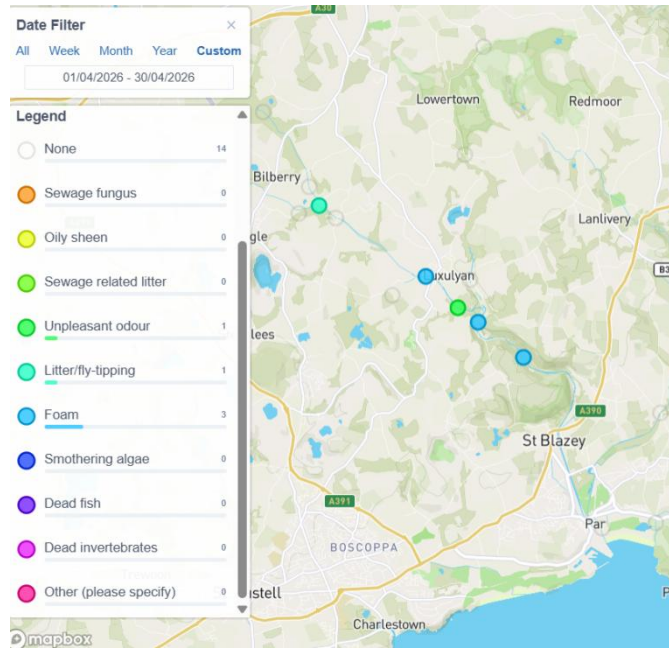 Date Filter ×
All Week Month Year Custom
01/04/2026 - 30/04/2026
Legend
None 14
Sewage fungus 0
Oily sheen 0
Sewage related litter 0
Unpleasant odour 1
Litter/fly-tipping 1
Foam 3
Smothering algae 0
Dead fish 0
Dead invertebrates 0
Other (please specify) 0
mapbox
A30
Lowertown
Redmoor
Bilberry
Lanlivery
gle
B3
uxulyan
lees
A390
St Blazey
A391
Par
BOSCOPPA
stell
P
Charlestown